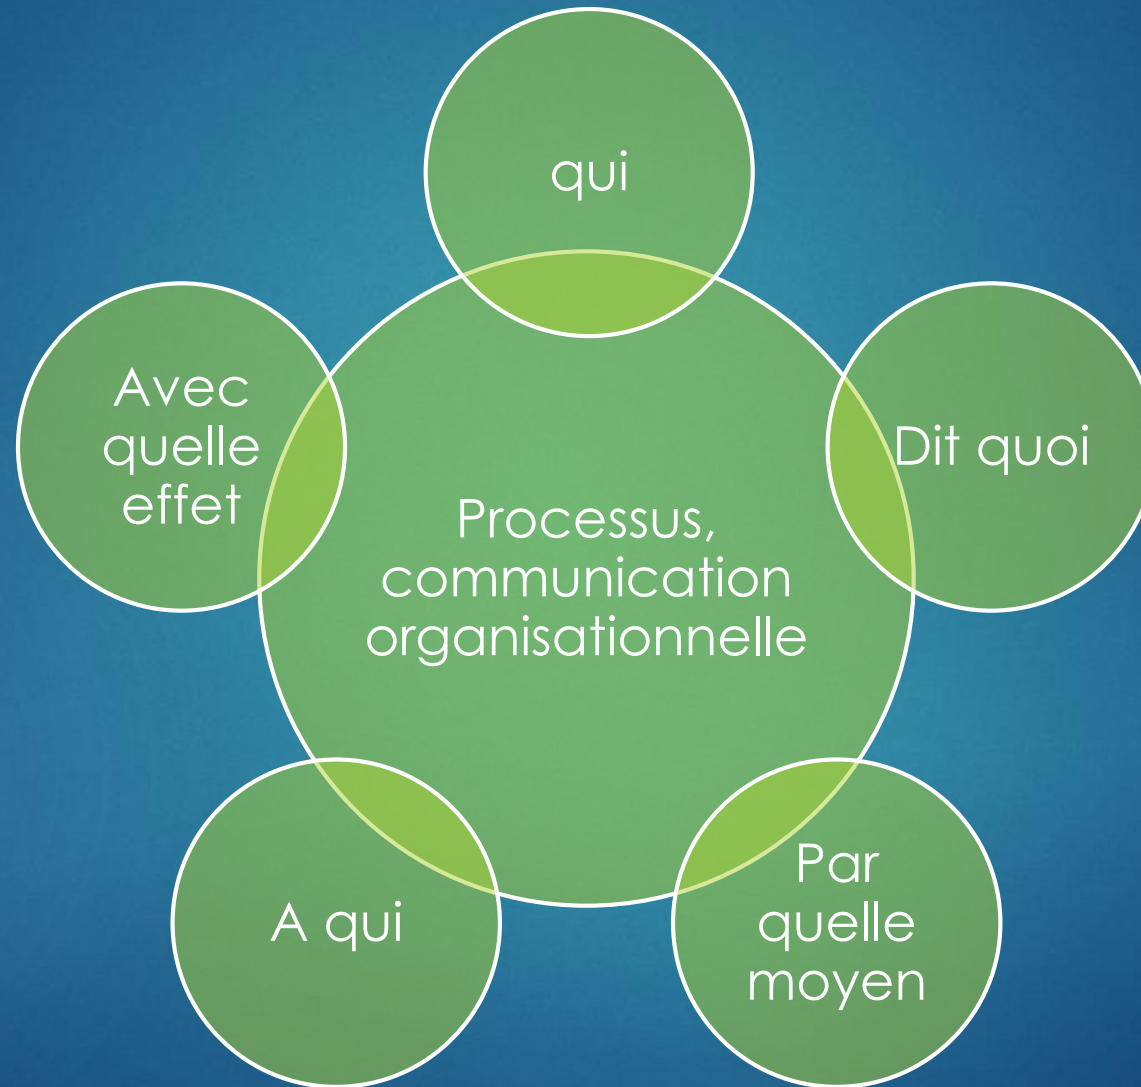 qui
Dit quoi
Par
quelle
moyen
A qui
Avec
quelle
effet
Processus,
communication
organisationnelle